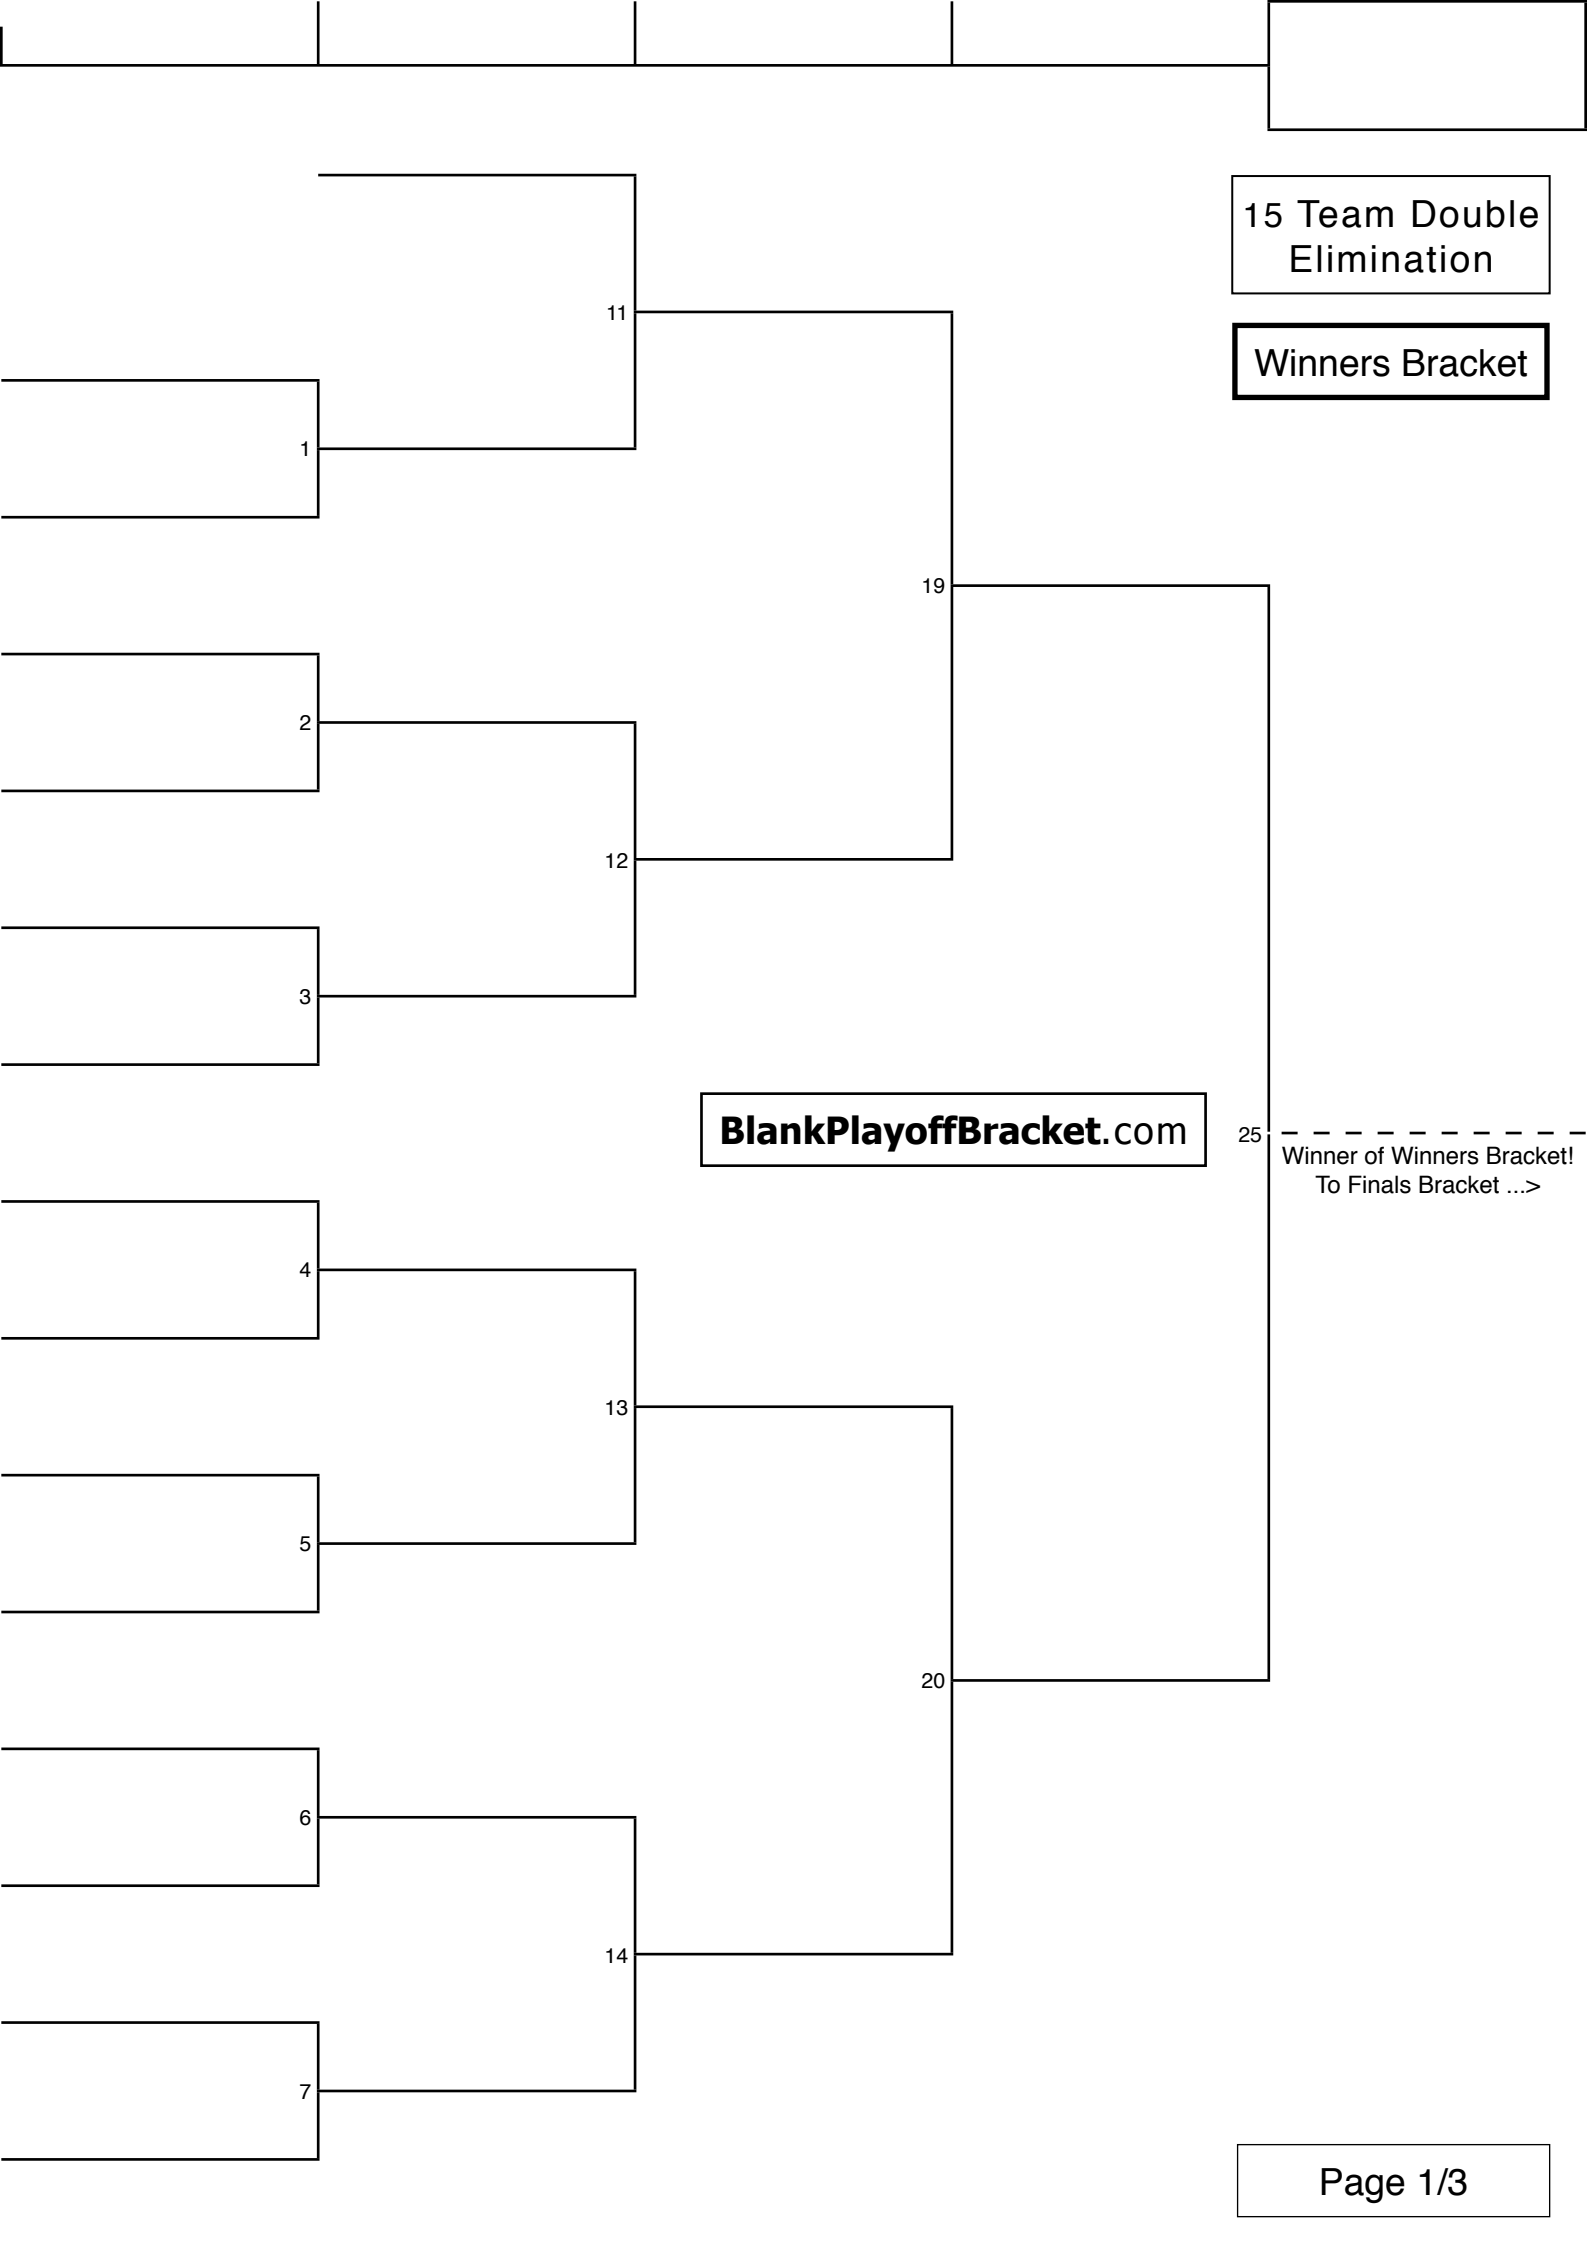 15 Team Double
Elimination
11
Winners Bracket
1
19
2
12
3
BlankPlayoffBracket.com
25
Winner of Winners Bracket!
To Finals Bracket ...>
4
13
5
20
6
14
7
Page 1/3